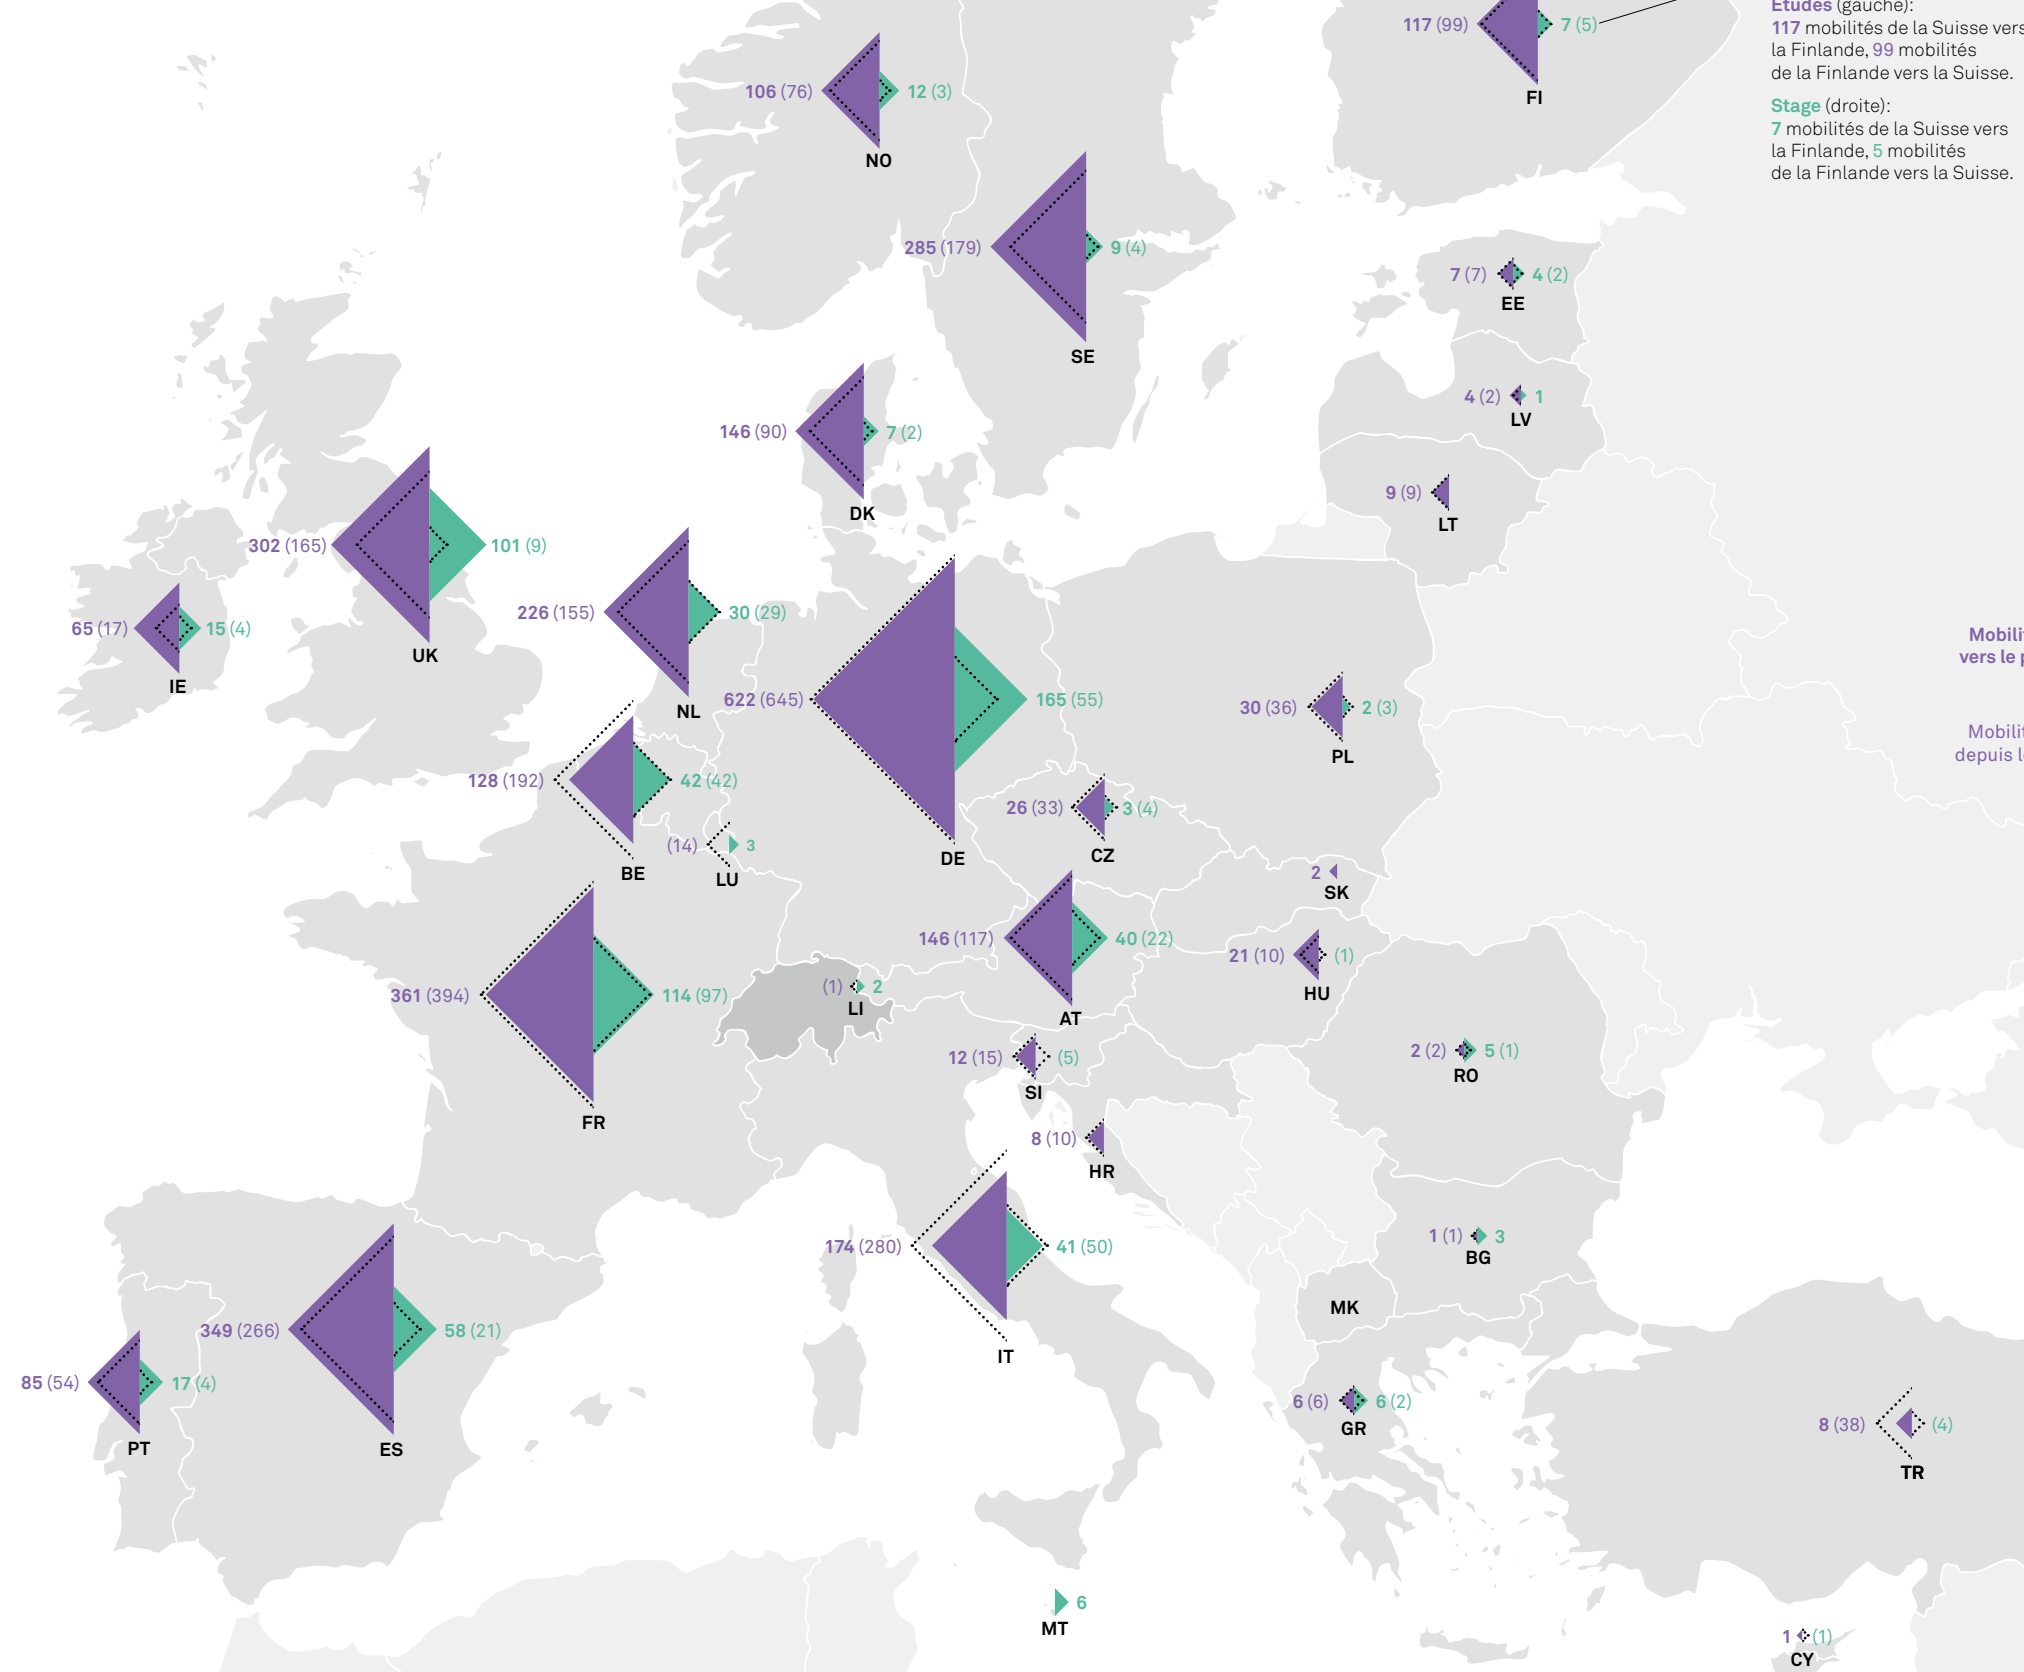 Etudes (gauche):
117 mobilités de la Suisse vers
la Finlande, 99 mobilités
de la Finlande vers la Suisse.
Stage (droite):
7 mobilités de la Suisse vers
la Finlande, 5 mobilités
de la Finlande vers la Suisse.
117 (99) 7 (5)
FI
106 (76) 12 (3)
NO
285 (179) 9 (4)
SE
7 (7) 4 (2)
EE
4 (2) 1
LV
146 (90) 7 (2)
DK
9 (9)
LT
302 (165) 101 (9)
UK
65 (17) 15 (4)
IE
226 (155) 30 (29)
NL
622 (645) 165 (55)
DE
30 (36) 2 (3)
PL
Mobilit
vers le p
Mobilit
depuis l
128 (192) 42 (42)
BE
26 (33) 3 (4)
CZ
(14) 3
LU
2
SK
146 (117) 40 (22)
AT
21 (10) (1)
HU
361 (394) 114 (97)
FR
(1) 2
LI
12 (15) (5)
SI
2 (2) 5 (1)
RO
8 (10)
HR
174 (280) 41 (50)
IT
1 (1) 3
BG
MK
349 (266) 58 (21)
ES
85 (54) 17 (4)
PT
6 (6) 6 (2)
GR
8 (38) (4)
TR
6
MT
1 (1)
CY